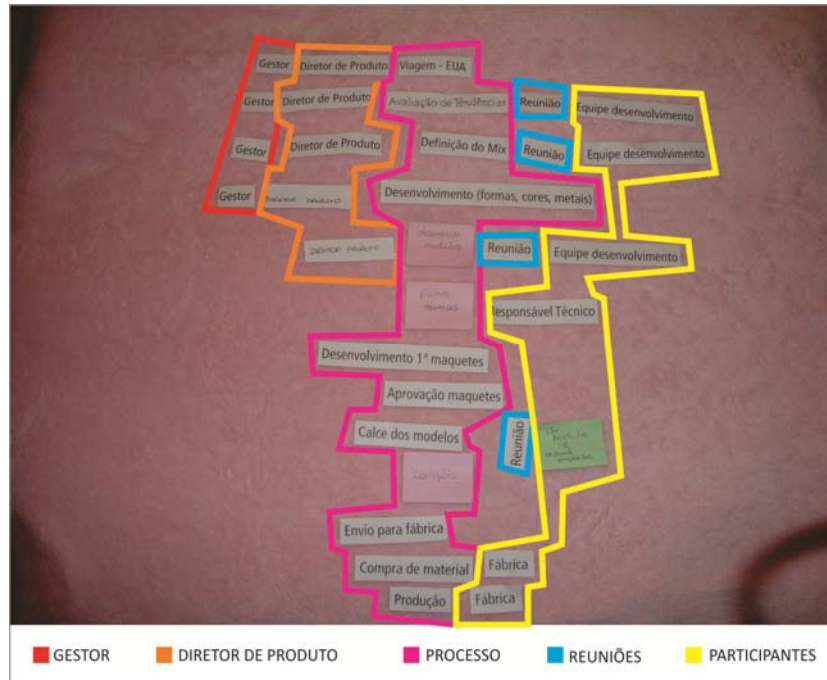 Gestor Diretor de Produto Viagem - EUA
Gestor Diretor de Produto Avaliação de Tendências Reunião Equipe desenvolvimento
Gestor Diretor de Produto Definição do Mix Reunião Equipe desenvolvimento
Gestor DIRETOR PRODUTO Desenvolvimento (formas, cores, metais)
DIRETOR PRODUTO Reunião Equipe desenvolvimento
Responsável Técnico
Desenvolvimento 1ª maquetes
Aprovação maquetes
Calce dos modelos Reunião
Envio para fábrica
Compra de material Fábrica
Produção Fábrica
GESTOR DIRETOR DE PRODUTO PROCESSO REUNIÕES PARTICIPANTES